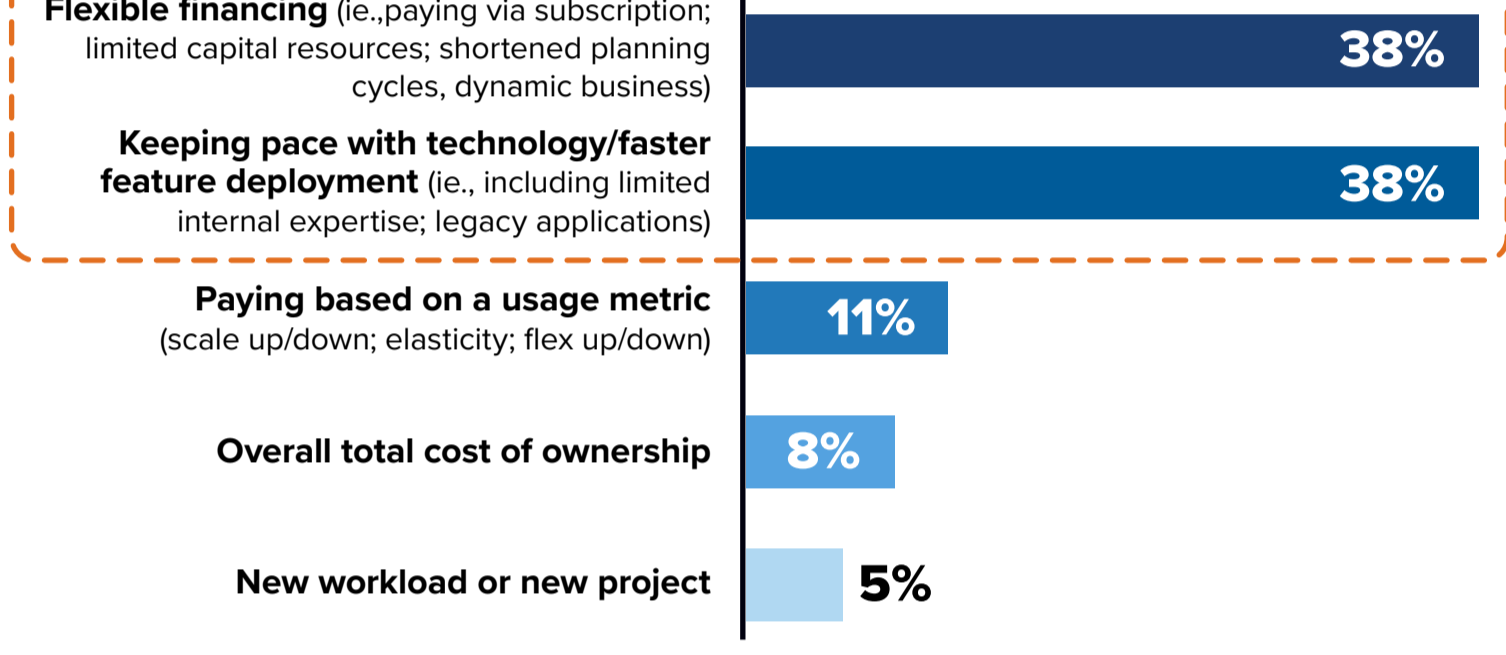 Flexible financing (ie.,paying via subscription;
limited capital resources; shortened planning
cycles, dynamic business)
38%
Keeping pace with technology/faster
feature deployment (ie., including limited
internal expertise; legacy applications)
38%
Paying based on a usage metric
(scale up/down; elasticity; flex up/down)
11%
Overall total cost of ownership
8%
New workload or new project
5%